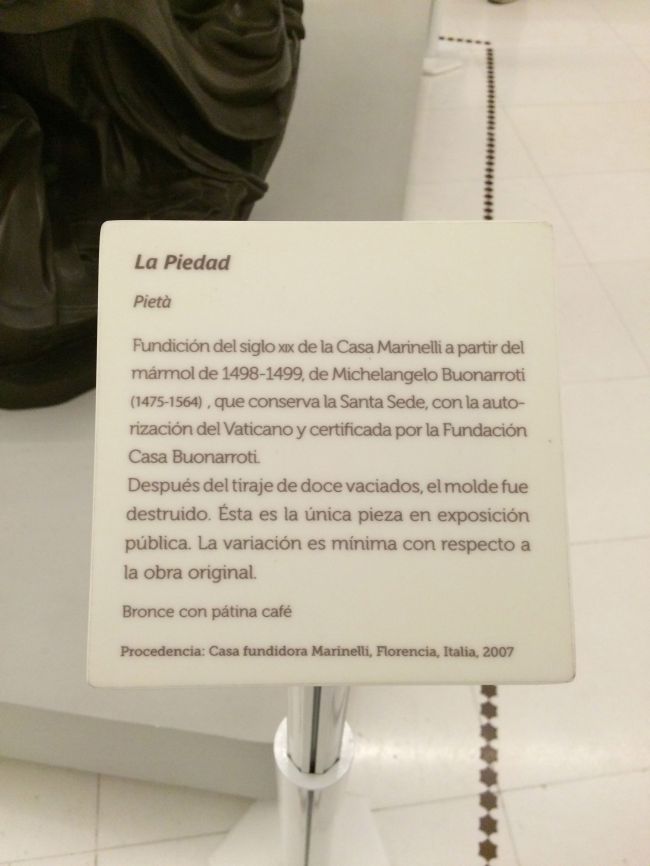 La Piedad
Pietà
Fundición del siglo XIX de la Casa Marinelli a partir del
mármol de 1498-1499, de Michelangelo Buonarroti
(1475-1564) , que conserva la Santa Sede, con la auto-
rización del Vaticano y certificada por la Fundación
Casa Buonarroti.
Después del tiraje de doce vaciados, el molde fue
destruido. Ésta es la única pieza en exposición
pública. La variación es mínima con respecto a
la obra original.
Bronce con pátina café
Procedencia: Casa fundidora Marinelli, Florencia, Italia, 2007